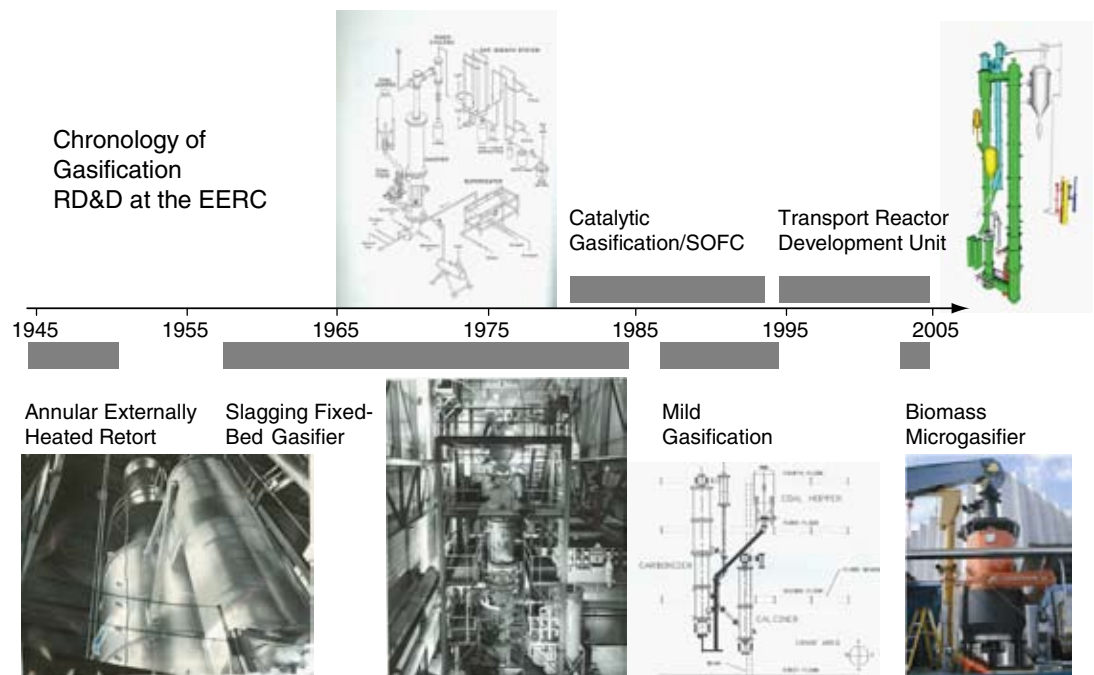 Chronology of
Gasification
RD&D at the EERC
Catalytic
Gasification/SOFC
Transport Reactor
Development Unit
1945
1955
1965
1975
1985
1995
2005
Annular Externally
Heated Retort
Slagging Fixed-
Bed Gasifier
Mild
Gasification
Biomass
Microgasifier
COAL HOPPER
CARBONIZER
CALCINER